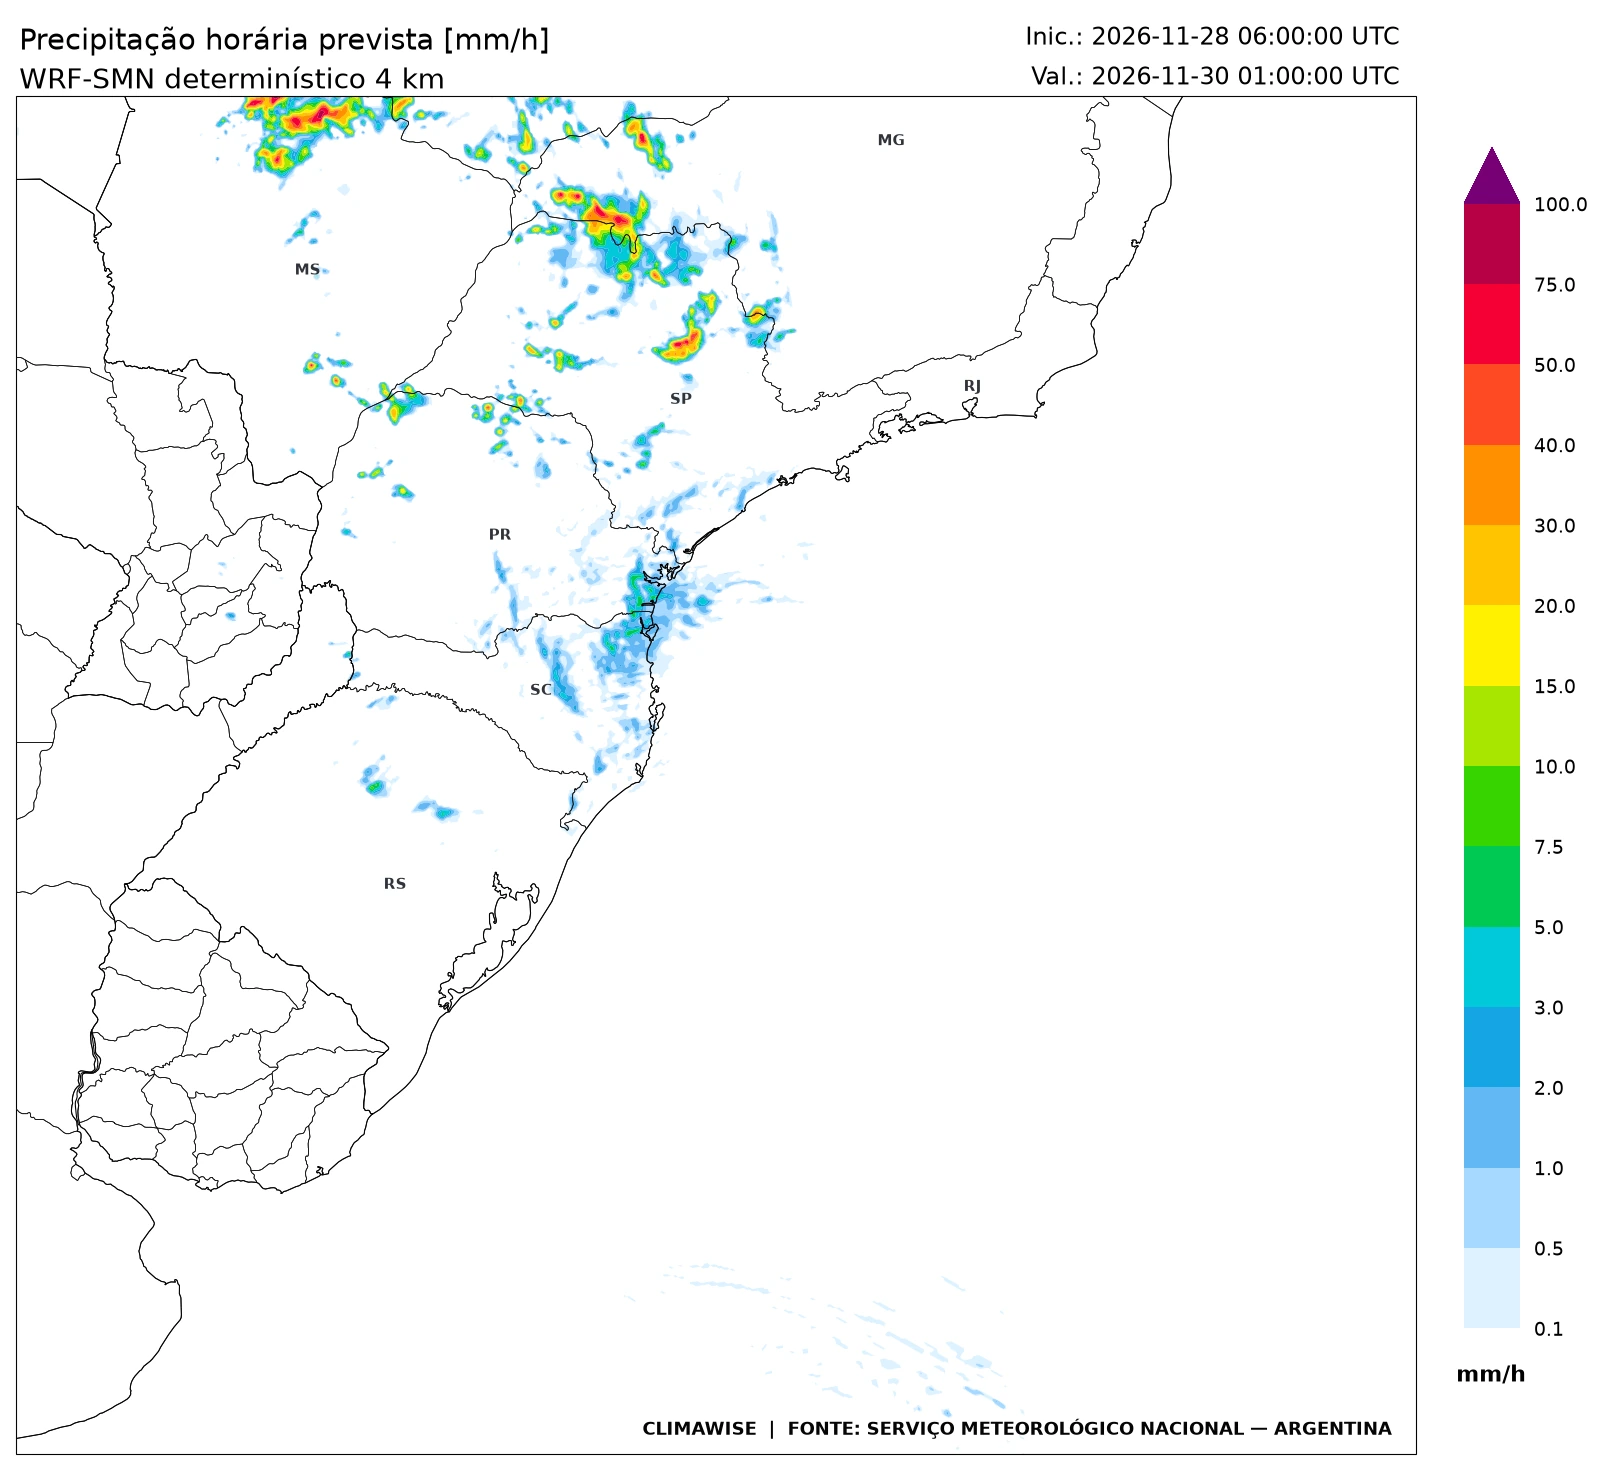 Precipitação horária prevista [mm/h]
WRF-SMN determinístico 4 km
Inic.: 2026-11-28 06:00:00 UTC
Val.: 2026-11-30 01:00:00 UTC
MG
MS
RJ
SP
PR
SC
RS
100.0
75.0
50.0
40.0
30.0
20.0
15.0
10.0
7.5
5.0
3.0
2.0
1.0
0.5
0.1
mm/h
CLIMAWISE | FONTE: SERVIÇO METEOROLÓGICO NACIONAL — ARGENTINA